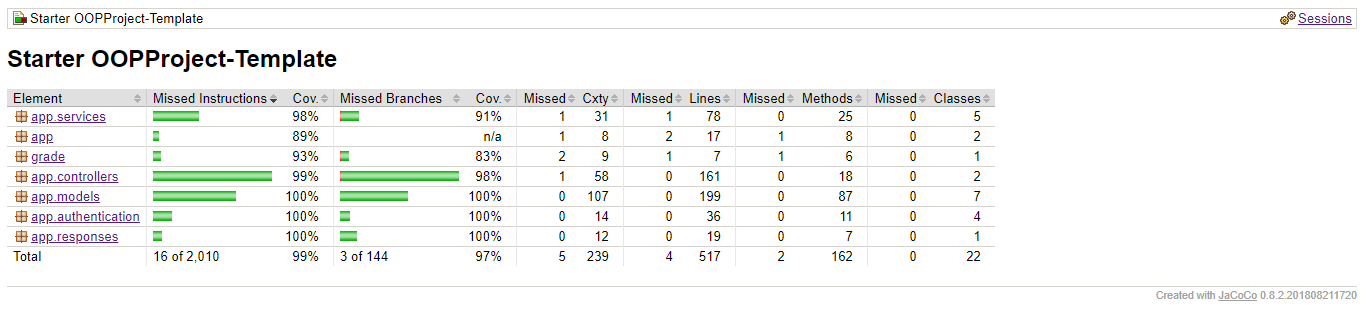 Starter OOPProject-Template Sessions
Starter OOPProject-Template
Element Missed Instructions Cov. Missed Branches Cov. Missed Cxty Missed Lines Missed Methods Missed Classes
app.services 98% 91% 1 31 1 78 0 25 0 5
app 89% n/a 1 8 2 17 1 8 0 2
grade 93% 83% 2 9 1 7 1 6 0 1
app.controllers 99% 98% 1 58 0 161 0 18 0 2
app.models 100% 100% 0 107 0 199 0 87 0 7
app.authentication 100% 100% 0 14 0 36 0 11 0 4
app.responses 100% 100% 0 12 0 19 0 7 0 1
Total 16 of 2,010 99% 3 of 144 97% 5 239 4 517 2 162 0 22
Created with JaCoCo 0.8.2.201808211720